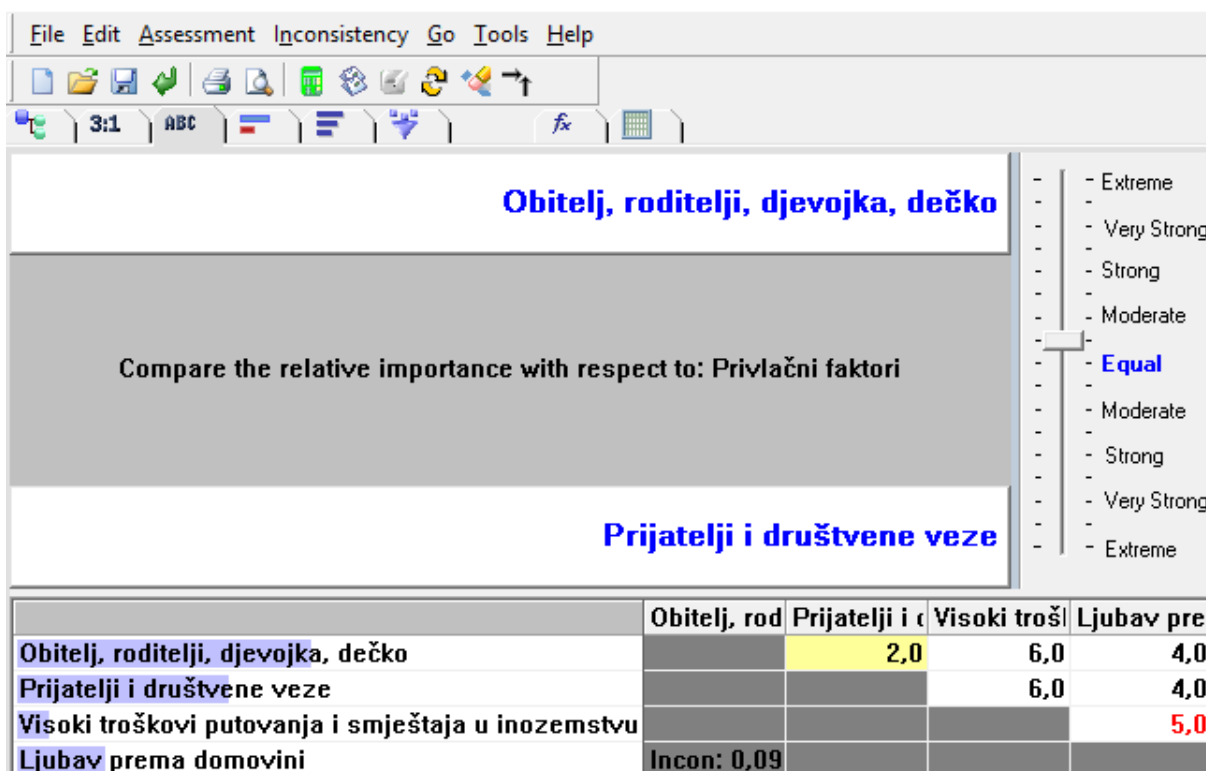 File Edit Assessment Inconsistency Go Tools Help
3:1 ABC fx
Obitelj, roditelji, djevojka, dečko
Compare the relative importance with respect to: Privlačni faktori
Prijatelji i društvene veze
Extreme
Very Strong
Strong
Moderate
Equal
Moderate
Strong
Very Strong
Extreme
Obitelj, rod Prijatelji i Visoki troš Ljubav pre
Obitelj, roditelji, djevojka, dečko 2,0 6,0 4,0
Prijatelji i društvene veze 6,0 4,0
Visoki troškovi putovanja i smještaja u inozemstvu 5,0
Ljubav prema domovini Incon: 0,09